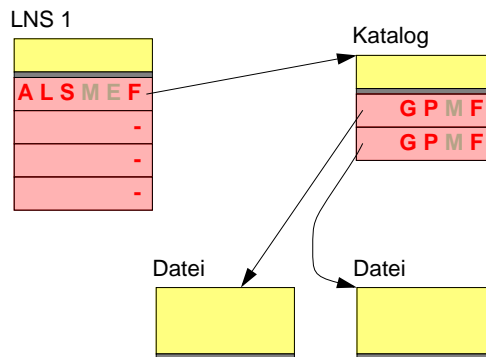 LNS 1
Katalog
A L S M E F
-
-
-
G P M F
G P M F
Datei
Datei